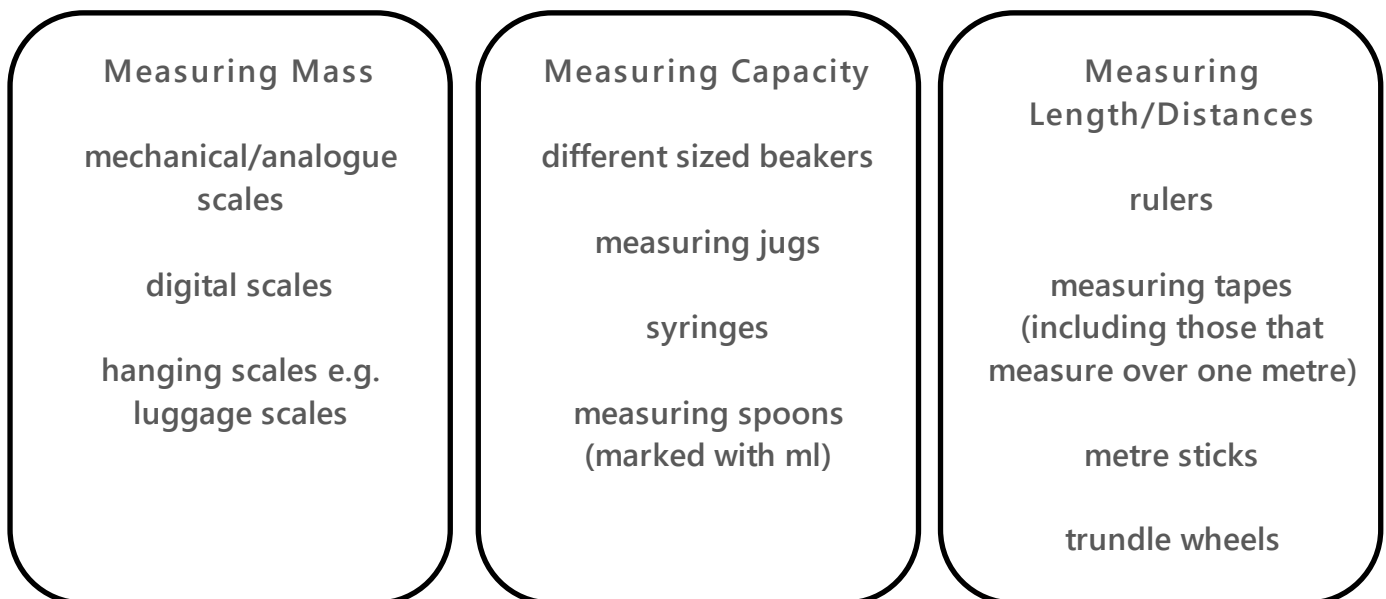 Measuring Mass
mechanical/analogue
scales
digital scales
hanging scales e.g.
luggage scales
Measuring Capacity
different sized beakers
measuring jugs
syringes
measuring spoons
(marked with ml)
Measuring
Length/Distances
rulers
measuring tapes
(including those that
measure over one metre)
metre sticks
trundle wheels